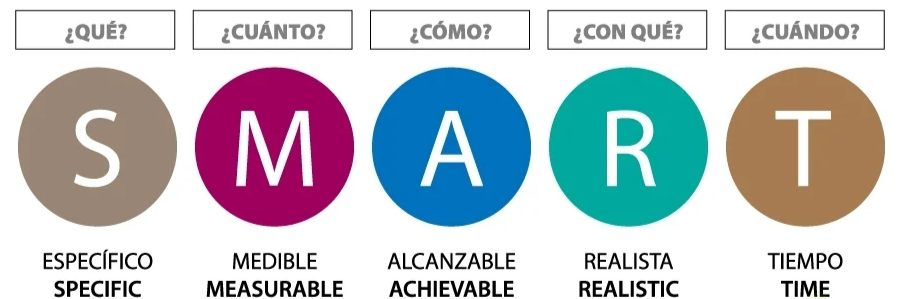 ¿QUÉ? ¿CUÁNTO? ¿CÓMO? ¿CON QUÉ? ¿CUÁNDO?
S M A R T
ESPECÍFICO MEDIBLE ALCANZABLE REALISTA TIEMPO
SPECIFIC MEASURABLE ACHIEVABLE REALISTIC TIME